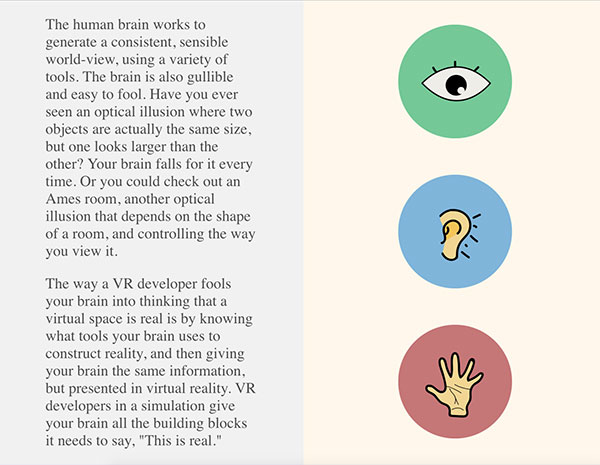 The human brain works to
generate a consistent, sensible
world-view, using a variety of
tools. The brain is also gullible
and easy to fool. Have you ever
seen an optical illusion where two
objects are actually the same size,
but one looks larger than the
other? Your brain falls for it every
time. Or you could check out an
Ames room, another optical
illusion that depends on the shape
of a room, and controlling the way
you view it.
The way a VR developer fools
your brain into thinking that a
virtual space is real is by knowing
what tools your brain uses to
construct reality, and then giving
your brain the same information,
but presented in virtual reality. VR
developers in a simulation give
your brain all the building blocks
it needs to say, "This is real."